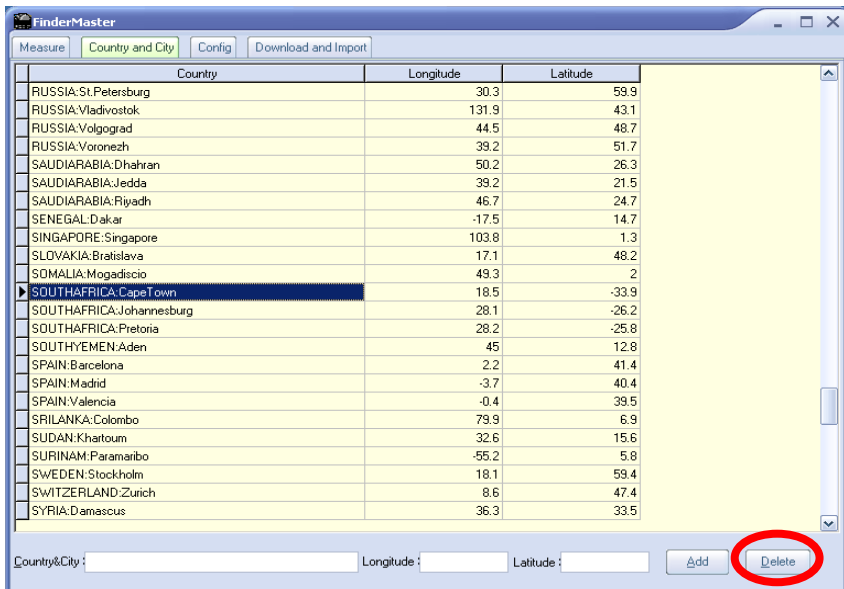 FinderMaster
Measure Country and City Config Download and Import
Country Longitude Latitude
RUSSIA:St.Petersburg 30.3 59.9
RUSSIA:Vladivostok 131.9 43.1
RUSSIA:Volgograd 44.5 48.7
RUSSIA:Voronezh 39.2 51.7
SAUDIARABIA:Dhahran 50.2 26.3
SAUDIARABIA:Jedda 39.2 21.5
SAUDIARABIA:Riyadh 46.7 24.7
SENEGAL:Dakar -17.5 14.7
SINGAPORE:Singapore 103.8 1.3
SLOVAKIA:Bratislava 17.1 48.2
SOMALIA:Mogadiscio 49.3 2
SOUTHAFRICA:CapeTown 18.5 -33.9
SOUTHAFRICA:Johannesburg 28.1 -26.2
SOUTHAFRICA:Pretoria 28.2 -25.8
SOUTHYEMEN:Aden 45 12.8
SPAIN:Barcelona 2.2 41.4
SPAIN:Madrid -3.7 40.4
SPAIN:Valencia -0.4 39.5
SRILANKA:Colombo 79.9 6.9
SUDAN:Khartoum 32.6 15.6
SURINAM:Paramaribo -55.2 5.8
SWEDEN:Stockholm 18.1 59.4
SWITZERLAND:Zurich 8.6 47.4
SYRIA:Damascus 36.3 33.5
Country&City : Longitude : Latitude : Add Delete